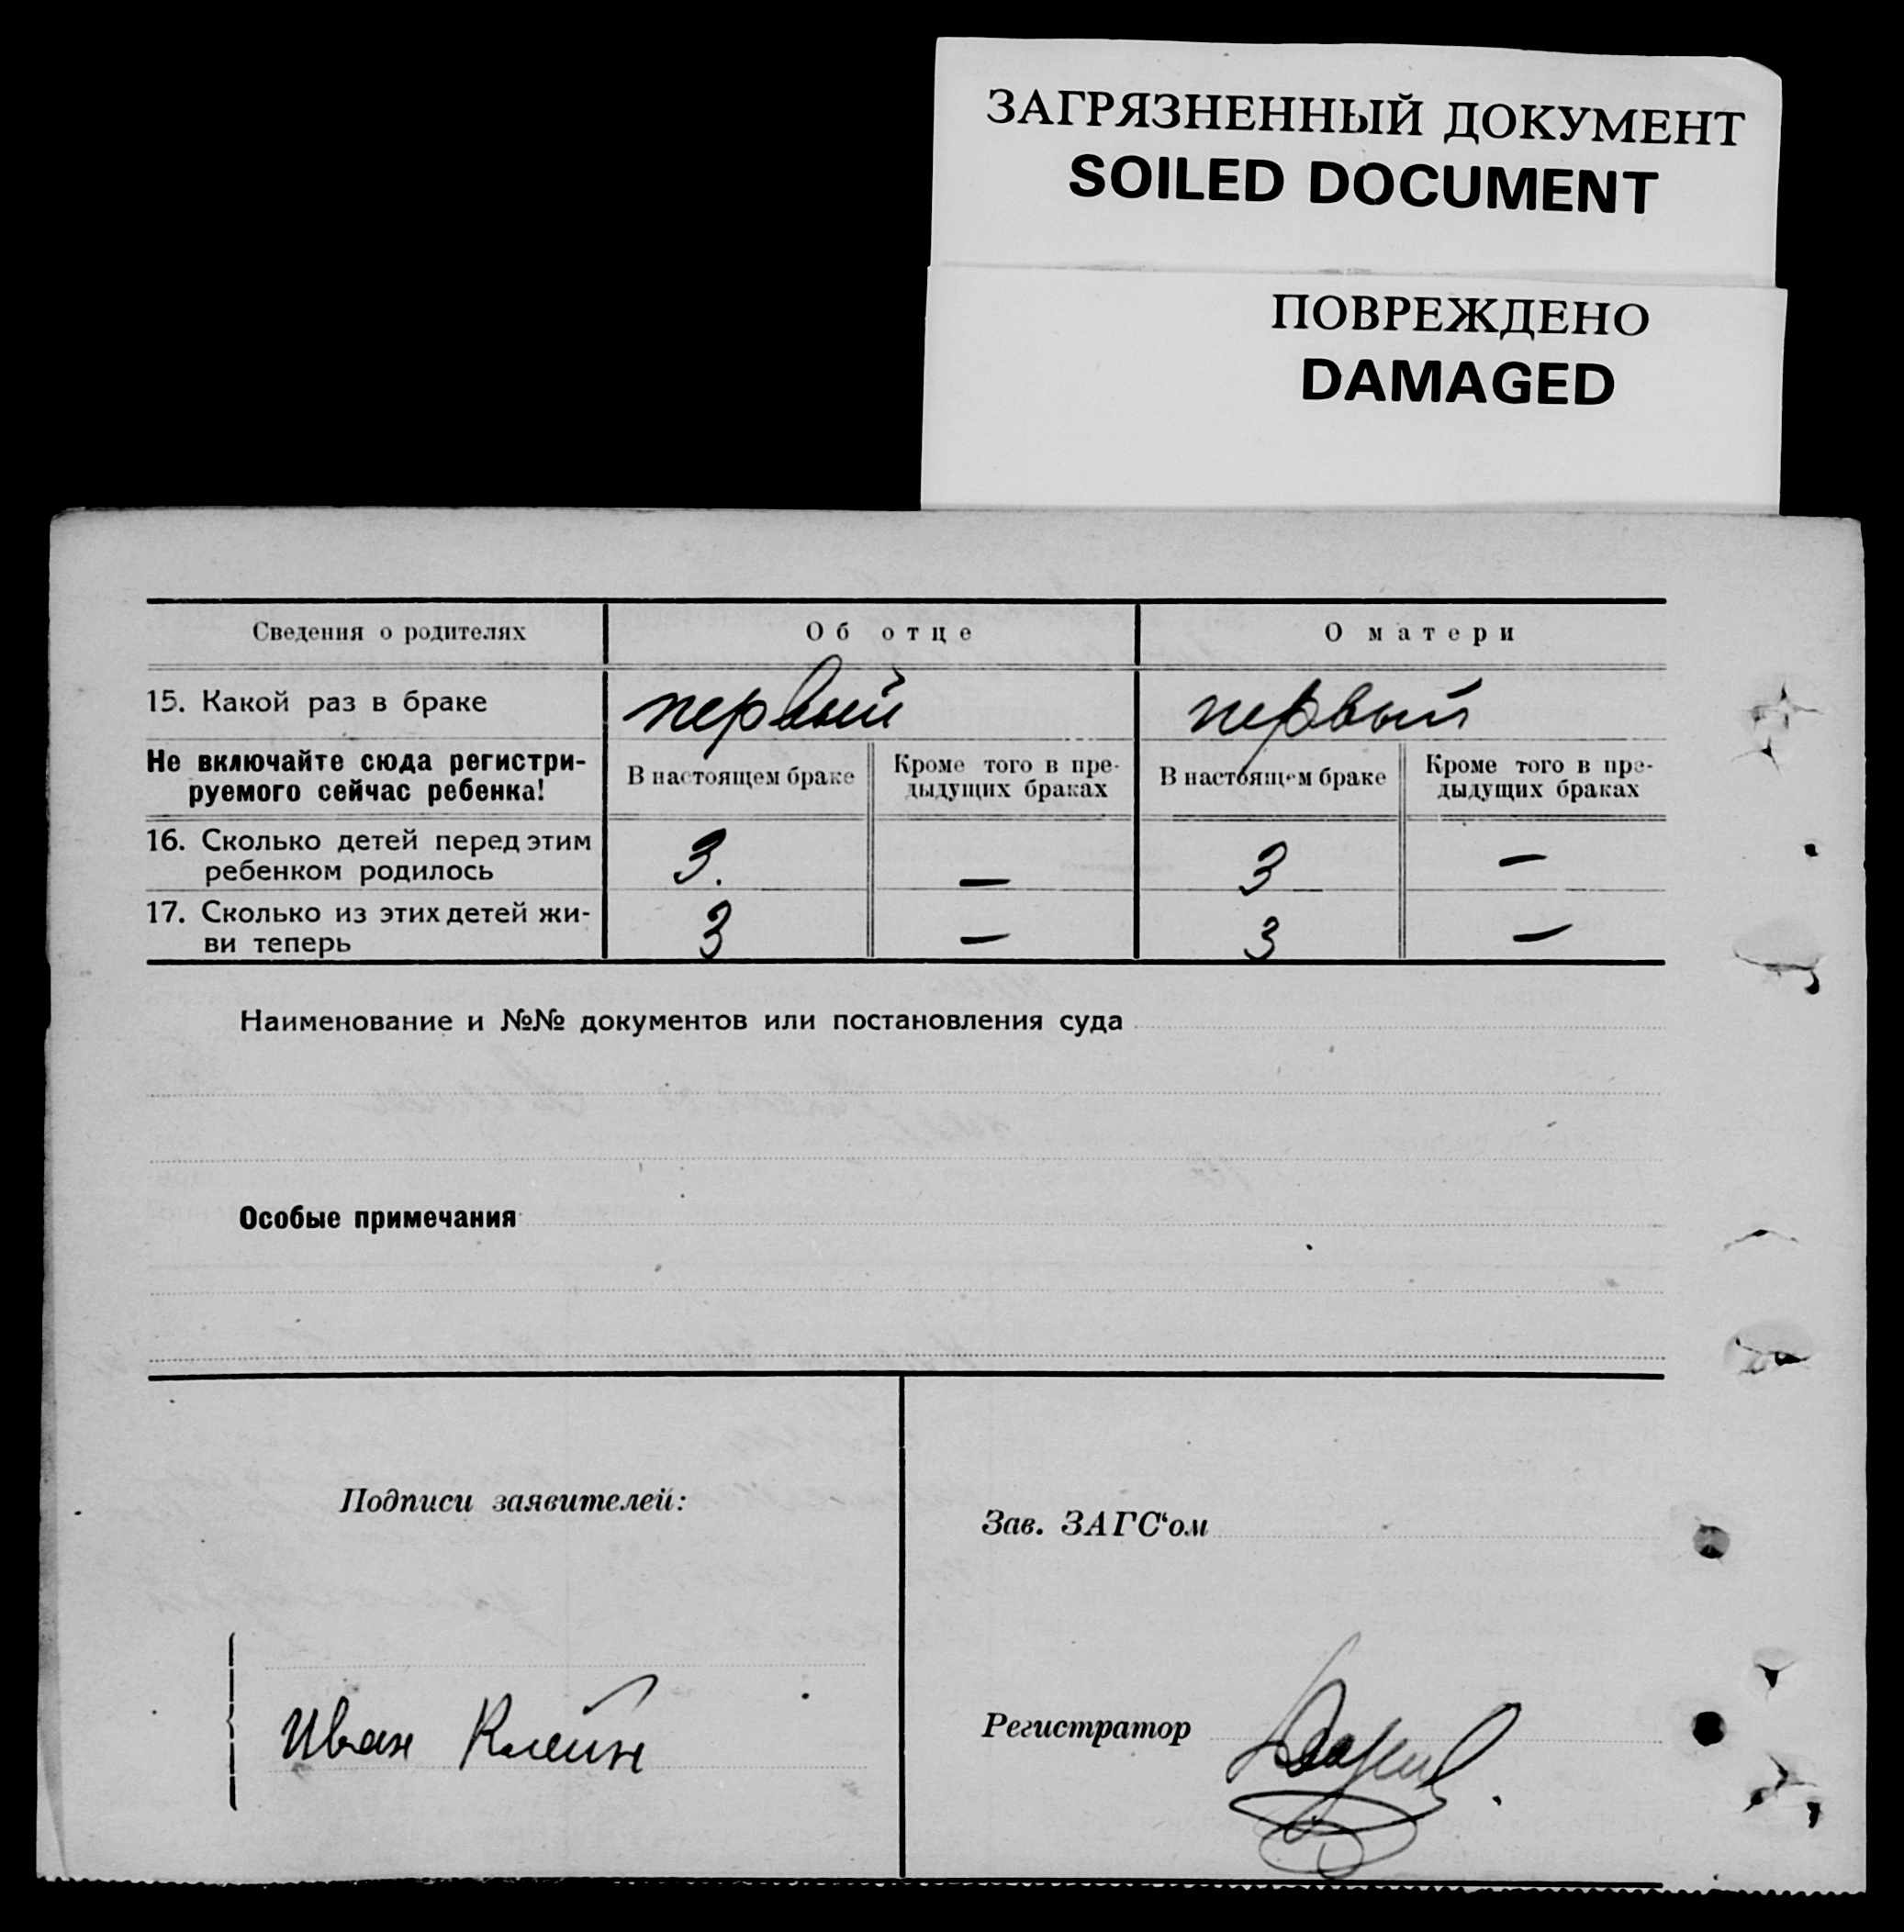 ЗАГРЯЗНЕННЫЙ ДОКУМЕНТ
SOILED DOCUMENT
ПОВРЕЖДЕНО
DAMAGED
Сведения о родителях Об отце О матери
15. Какой раз в браке первый первый
Не включайте сюда регистри-
руемого сейчас ребенка!
В настоящем браке
Кроме того в пре-
дыдущих браках
В настоящем браке
Кроме того в пре-
дыдущих браках
16. Сколько детей перед этим
ребенком родилось 3. — 3 —
17. Сколько из этих детей жи-
ви теперь 3 — 3 —
Наименование и №№ документов или постановления суда
Особые примечания
Подписи заявителей:
Иван Клейн
Зав. ЗАГС‘ом
Регистратор